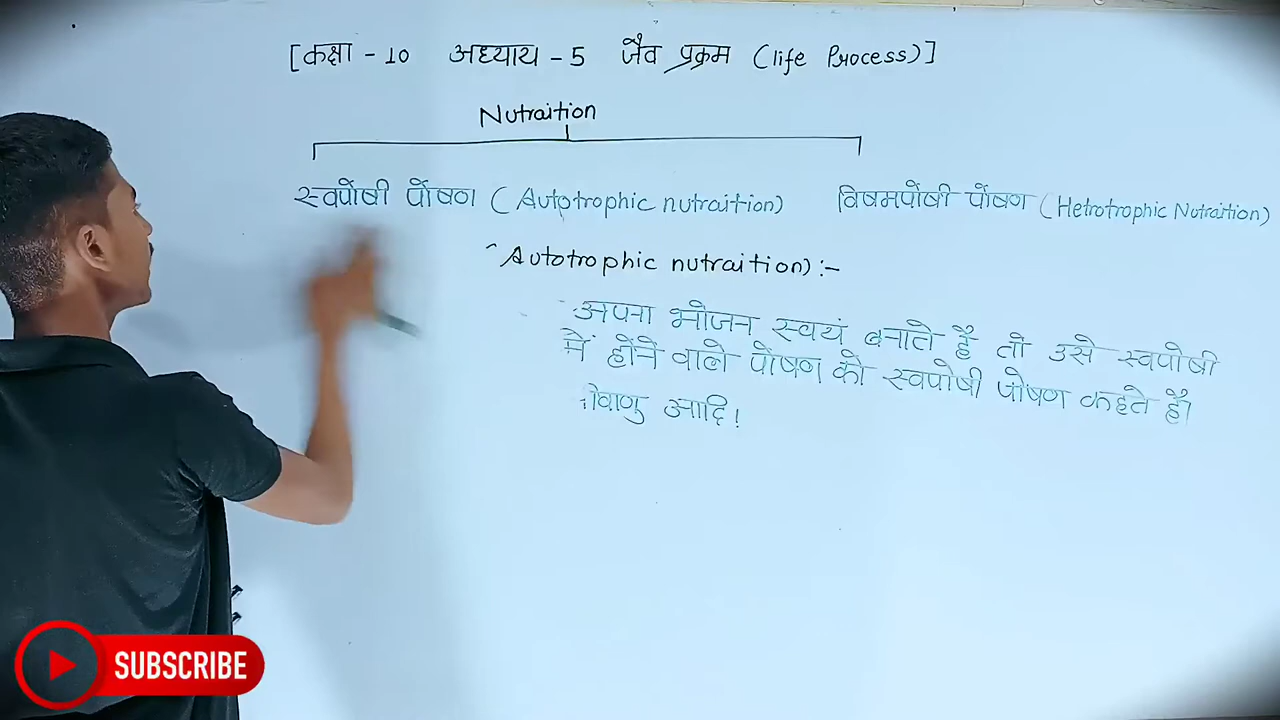 [कक्षा - 10 अध्याय - 5 जैव प्रक्रम (life Process)]
Nutraition
स्वपोषी पोषण (Autotrophic nutraition) विषमपोषी पोषण (Hetrotrophic Nutraition)
Autotrophic nutraition) :-
अपना भोजन स्वयं बनाते है तो उसे स्वपोषी
में होने वाले पोषण को स्वपोषी पोषण कहते है।
आदि!
SUBSCRIBE